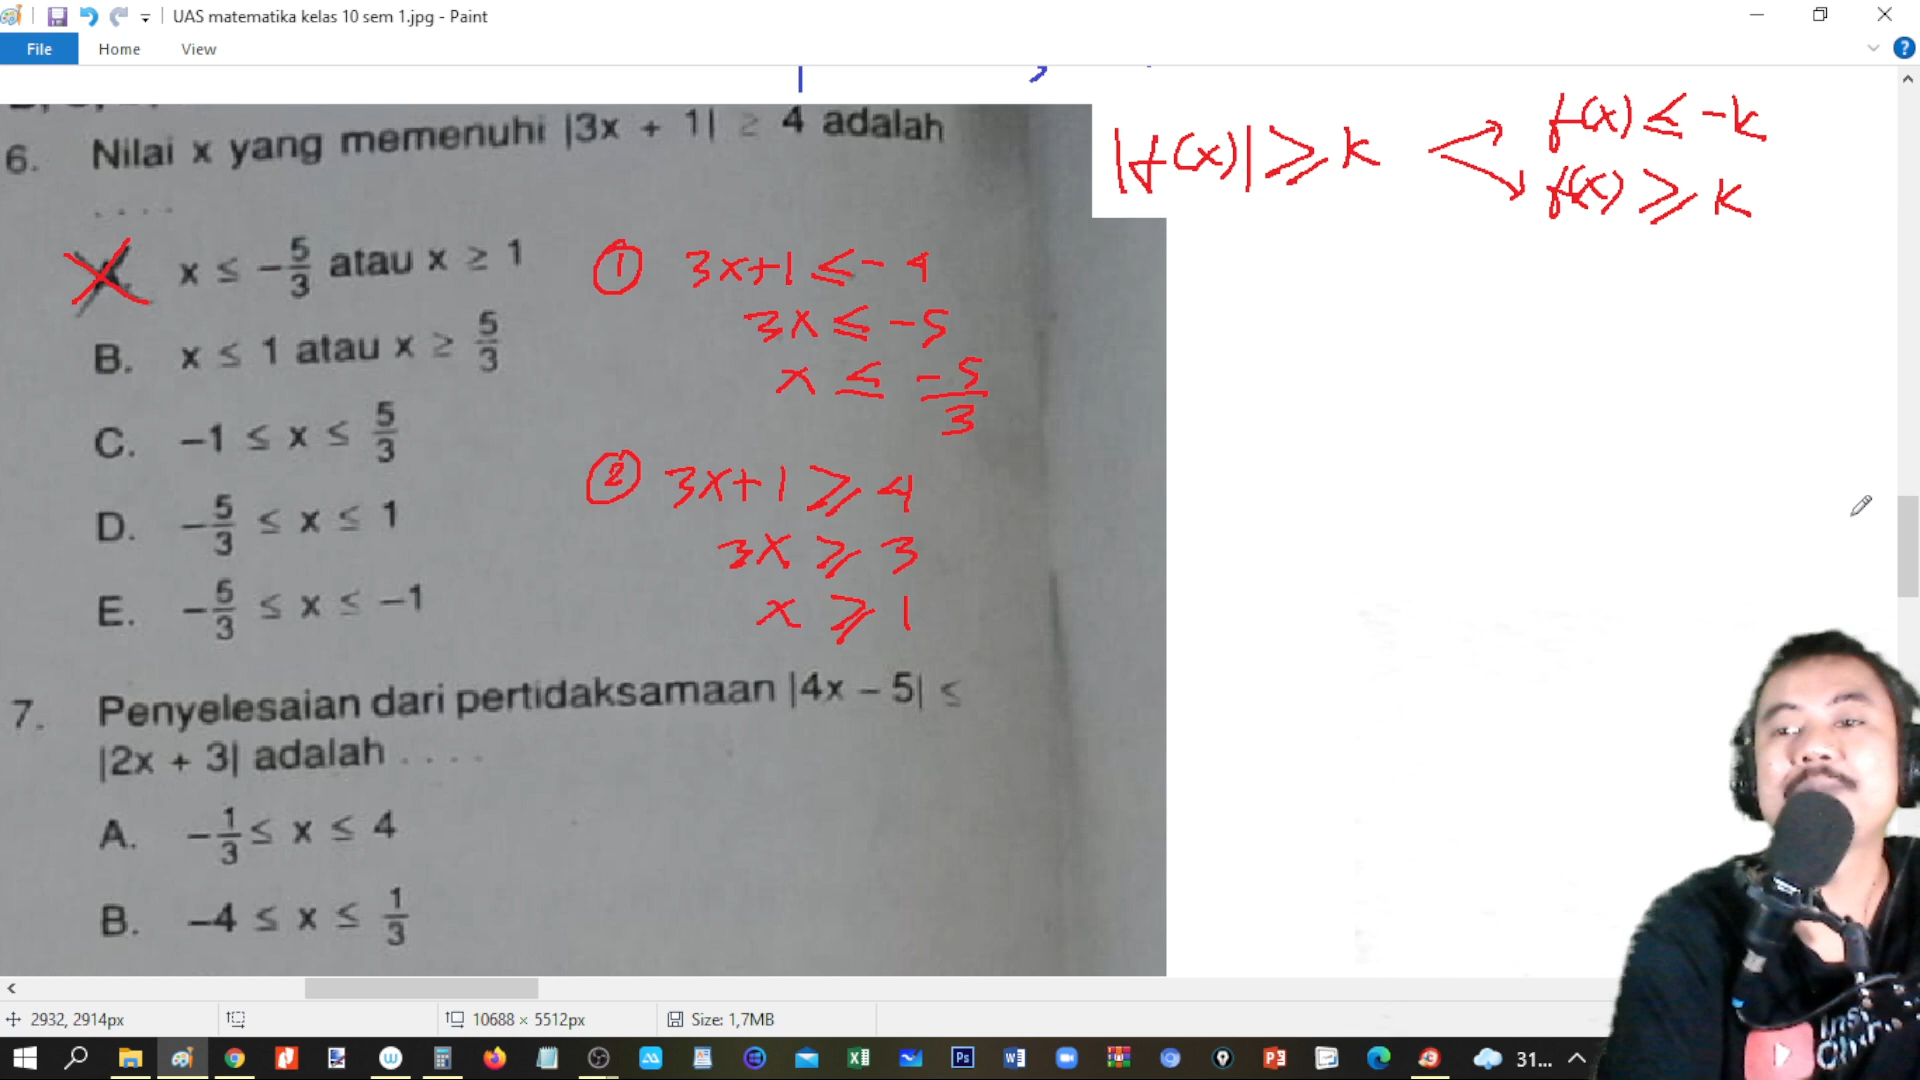 UAS matematika kelas 10 sem 1.jpg - Paint
File Home View
6. Nilai x yang memenuhi |3x + 1| ≥ 4 adalah
. . . .
x ≤ -5/3 atau x ≥ 1
B. x ≤ 1 atau x ≥ 5/3
C. -1 ≤ x ≤ 5/3
D. -5/3 ≤ x ≤ 1
E. -5/3 ≤ x ≤ -1
7. Penyelesaian dari pertidaksamaan |4x - 5| ≤
|2x + 3| adalah . . . .
A. -1/3 ≤ x ≤ 4
B. -4 ≤ x ≤ 1/3
|f(x)| ≥ k
f(x) ≤ -k
f(x) ≥ k
① 3x+1 ≤ -4
3x ≤ -5
x ≤ -5/3
② 3x+1 ≥ 4
3x ≥ 3
x ≥ 1
2932, 2914px
10688 × 5512px
Size: 1,7MB
31...